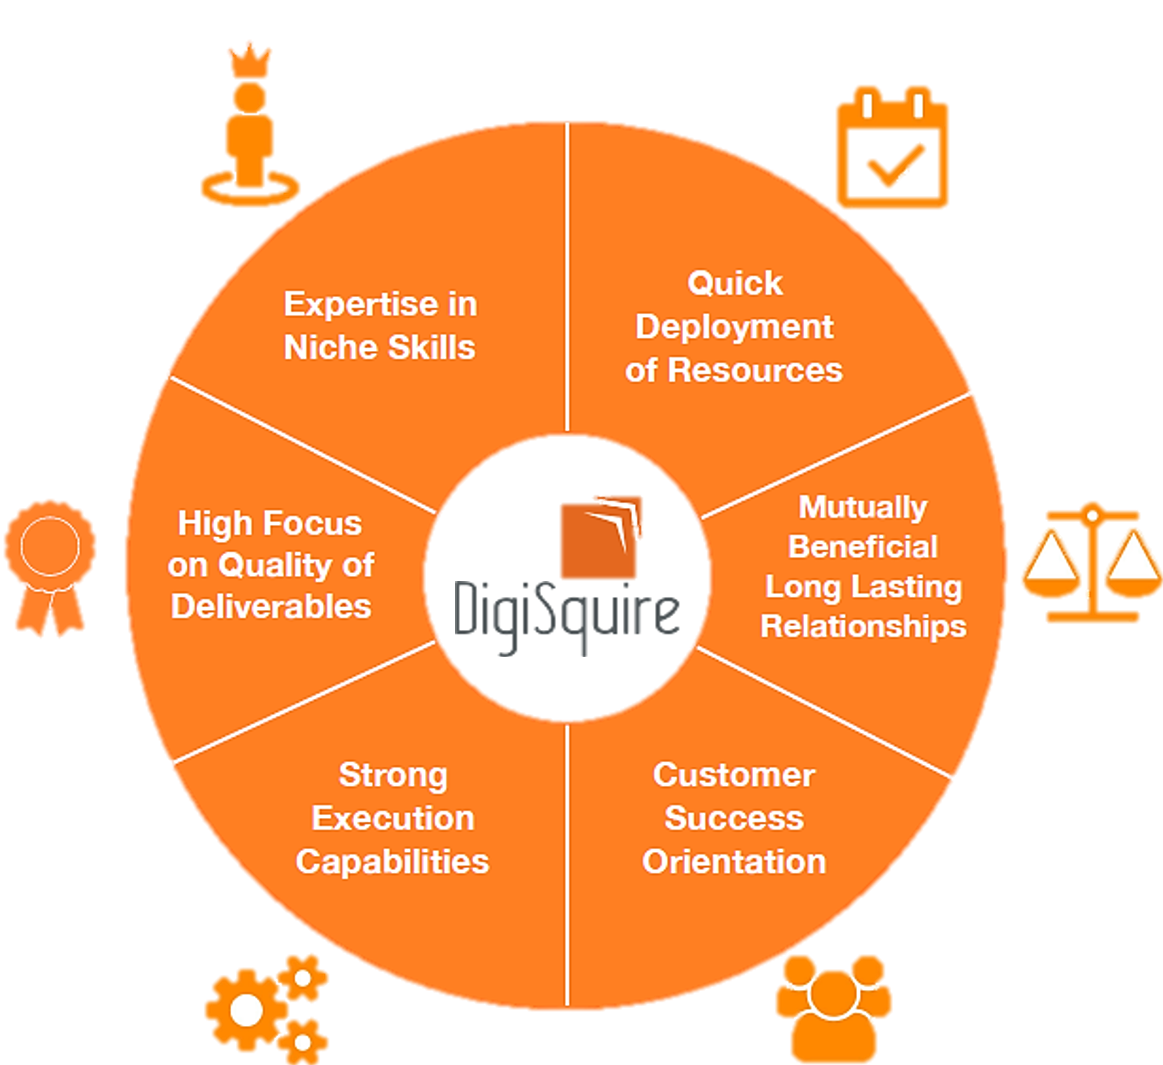 Expertise in
Niche Skills
Quick
Deployment
of Resources
High Focus
on Quality of
Deliverables
DigiSquire
Mutually
Beneficial
Long Lasting
Relationships
Strong
Execution
Capabilities
Customer
Success
Orientation